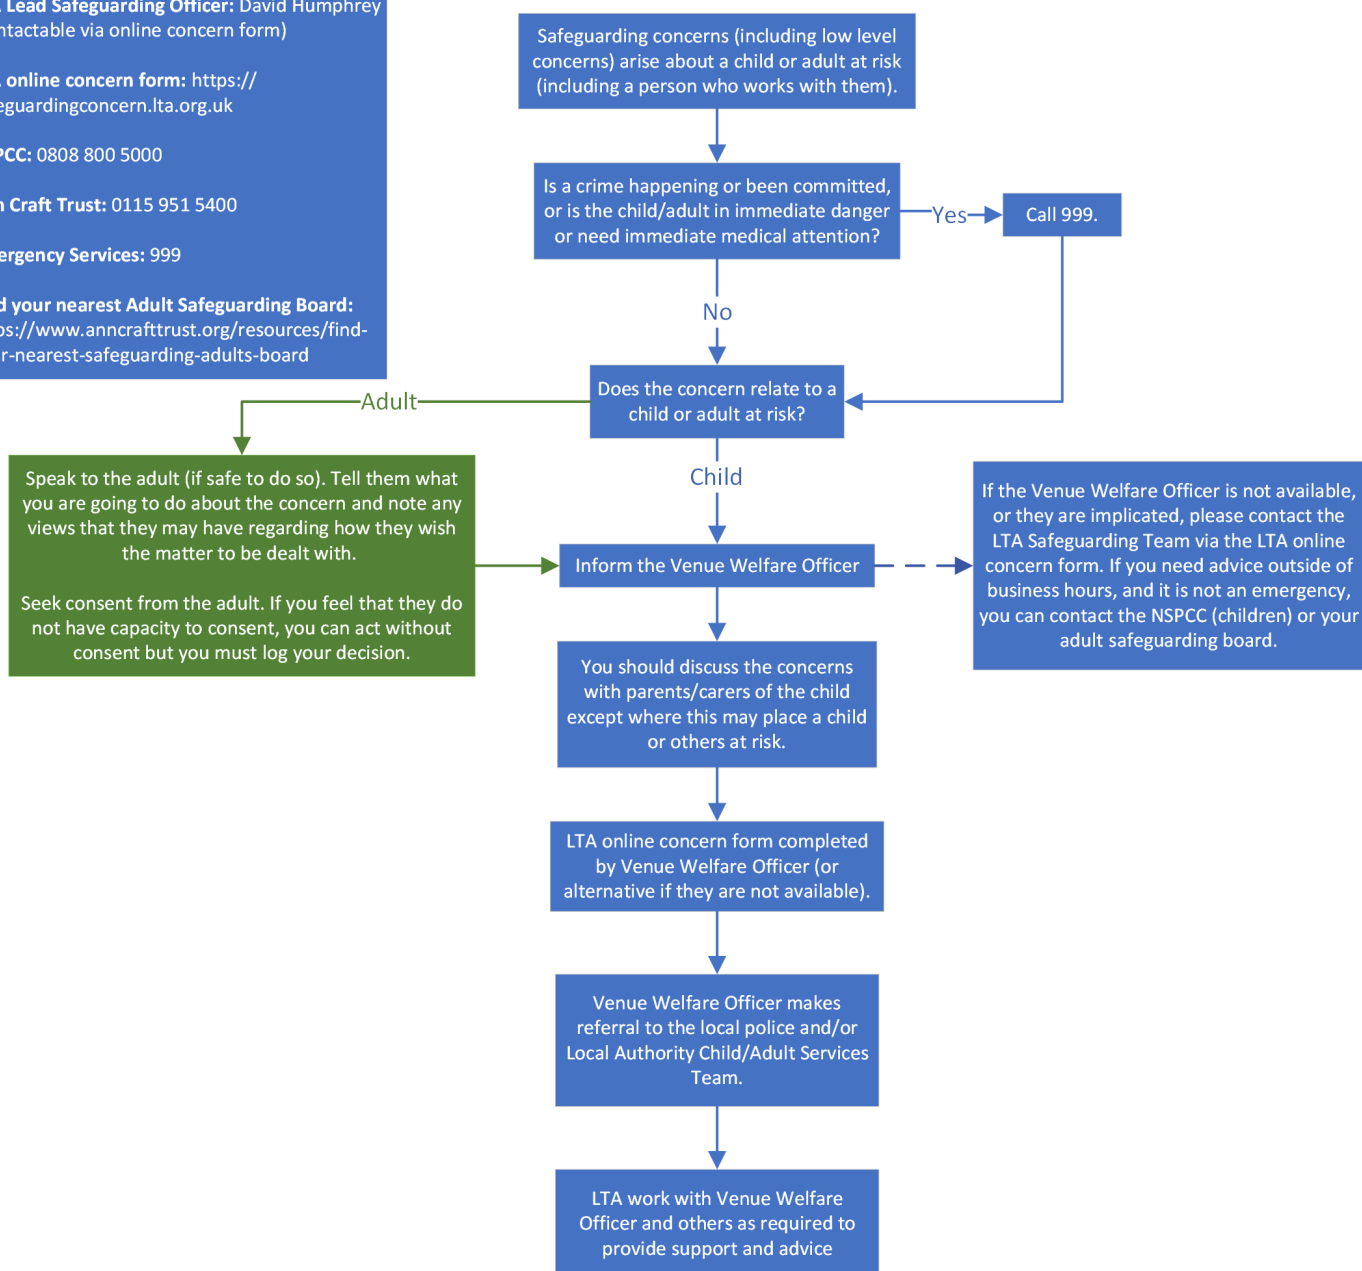 Lead Safeguarding Officer: David Humphrey
ntactable via online concern form)
online concern form: https://
eguardingconcern.lta.org.uk
PCC: 0808 800 5000
n Craft Trust: 0115 951 5400
ergency Services: 999
d your nearest Adult Safeguarding Board:
ps://www.anncrafttrust.org/resources/find-
r-nearest-safeguarding-adults-board
Safeguarding concerns (including low level
concerns) arise about a child or adult at risk
(including a person who works with them).
Is a crime happening or been committed,
or is the child/adult in immediate danger
or need immediate medical attention?
Yes
Call 999.
No
Does the concern relate to a
child or adult at risk?
Adult
Child
Speak to the adult (if safe to do so). Tell them what
you are going to do about the concern and note any
views that they may have regarding how they wish
the matter to be dealt with.
Seek consent from the adult. If you feel that they do
not have capacity to consent, you can act without
consent but you must log your decision.
Inform the Venue Welfare Officer
If the Venue Welfare Officer is not available,
or they are implicated, please contact the
LTA Safeguarding Team via the LTA online
concern form. If you need advice outside of
business hours, and it is not an emergency,
you can contact the NSPCC (children) or your
adult safeguarding board.
You should discuss the concerns
with parents/carers of the child
except where this may place a child
or others at risk.
LTA online concern form completed
by Venue Welfare Officer (or
alternative if they are not available).
Venue Welfare Officer makes
referral to the local police and/or
Local Authority Child/Adult Services
Team.
LTA work with Venue Welfare
Officer and others as required to
provide support and advice